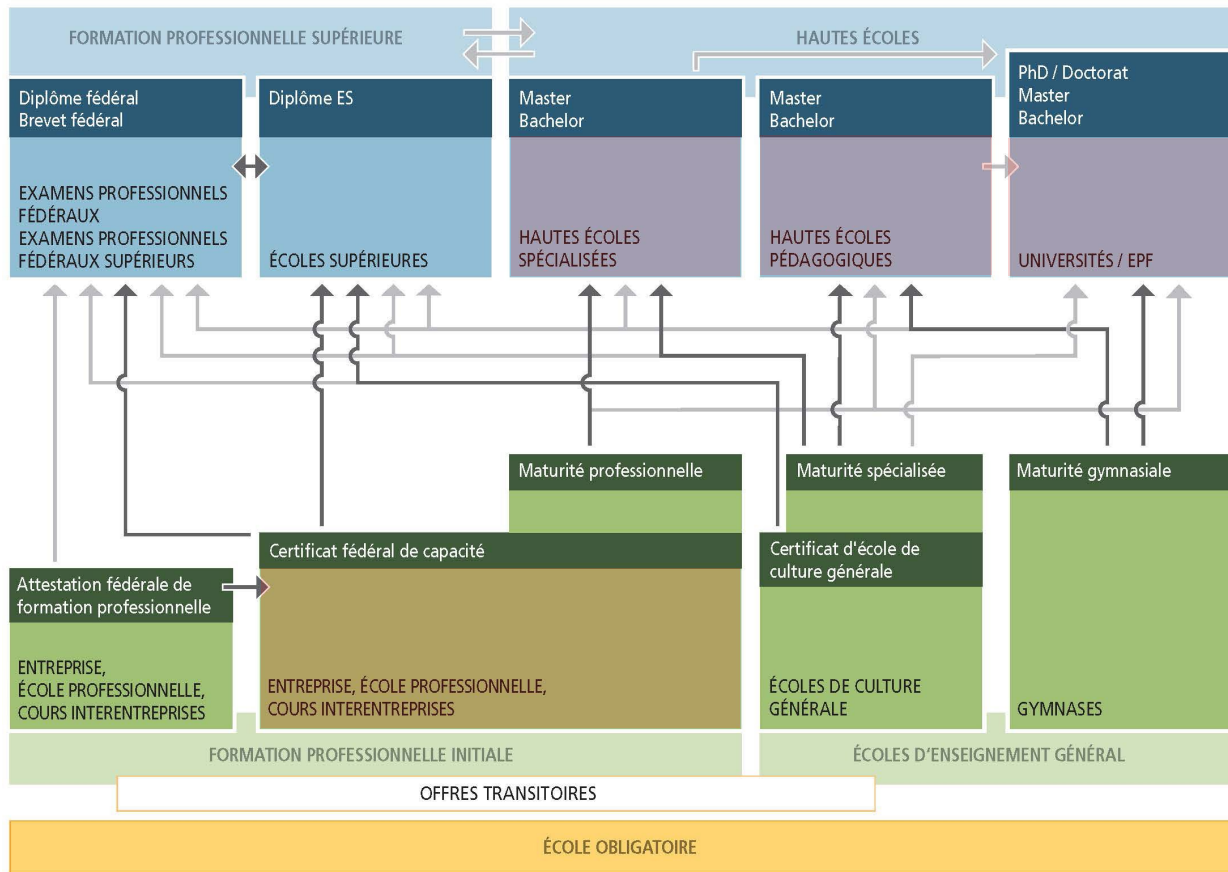 FORMATION PROFESSIONNELLE SUPÉRIEURE
HAUTES ÉCOLES
Diplôme fédéral
Brevet fédéral
Diplôme ES
Master
Bachelor
Master
Bachelor
PhD / Doctorat
Master
Bachelor
EXAMENS PROFESSIONNELS
FÉDÉRAUX
EXAMENS PROFESSIONNELS
FÉDÉRAUX SUPÉRIEURS
ÉCOLES SUPÉRIEURES
HAUTES ÉCOLES
SPÉCIALISÉES
HAUTES ÉCOLES
PÉDAGOGIQUES
UNIVERSITÉS / EPF
Maturité professionnelle
Maturité spécialisée
Maturité gymnasiale
Certificat fédéral de capacité
Certificat d'école de
culture générale
Attestation fédérale de
formation professionnelle
ENTREPRISE,
ÉCOLE PROFESSIONNELLE,
COURS INTERENTREPRISES
ENTREPRISE, ÉCOLE PROFESSIONNELLE,
COURS INTERENTREPRISES
ÉCOLES DE CULTURE
GÉNÉRALE
GYMNASES
FORMATION PROFESSIONNELLE INITIALE
ÉCOLES D'ENSEIGNEMENT GÉNÉRAL
OFFRES TRANSITOIRES
ÉCOLE OBLIGATOIRE